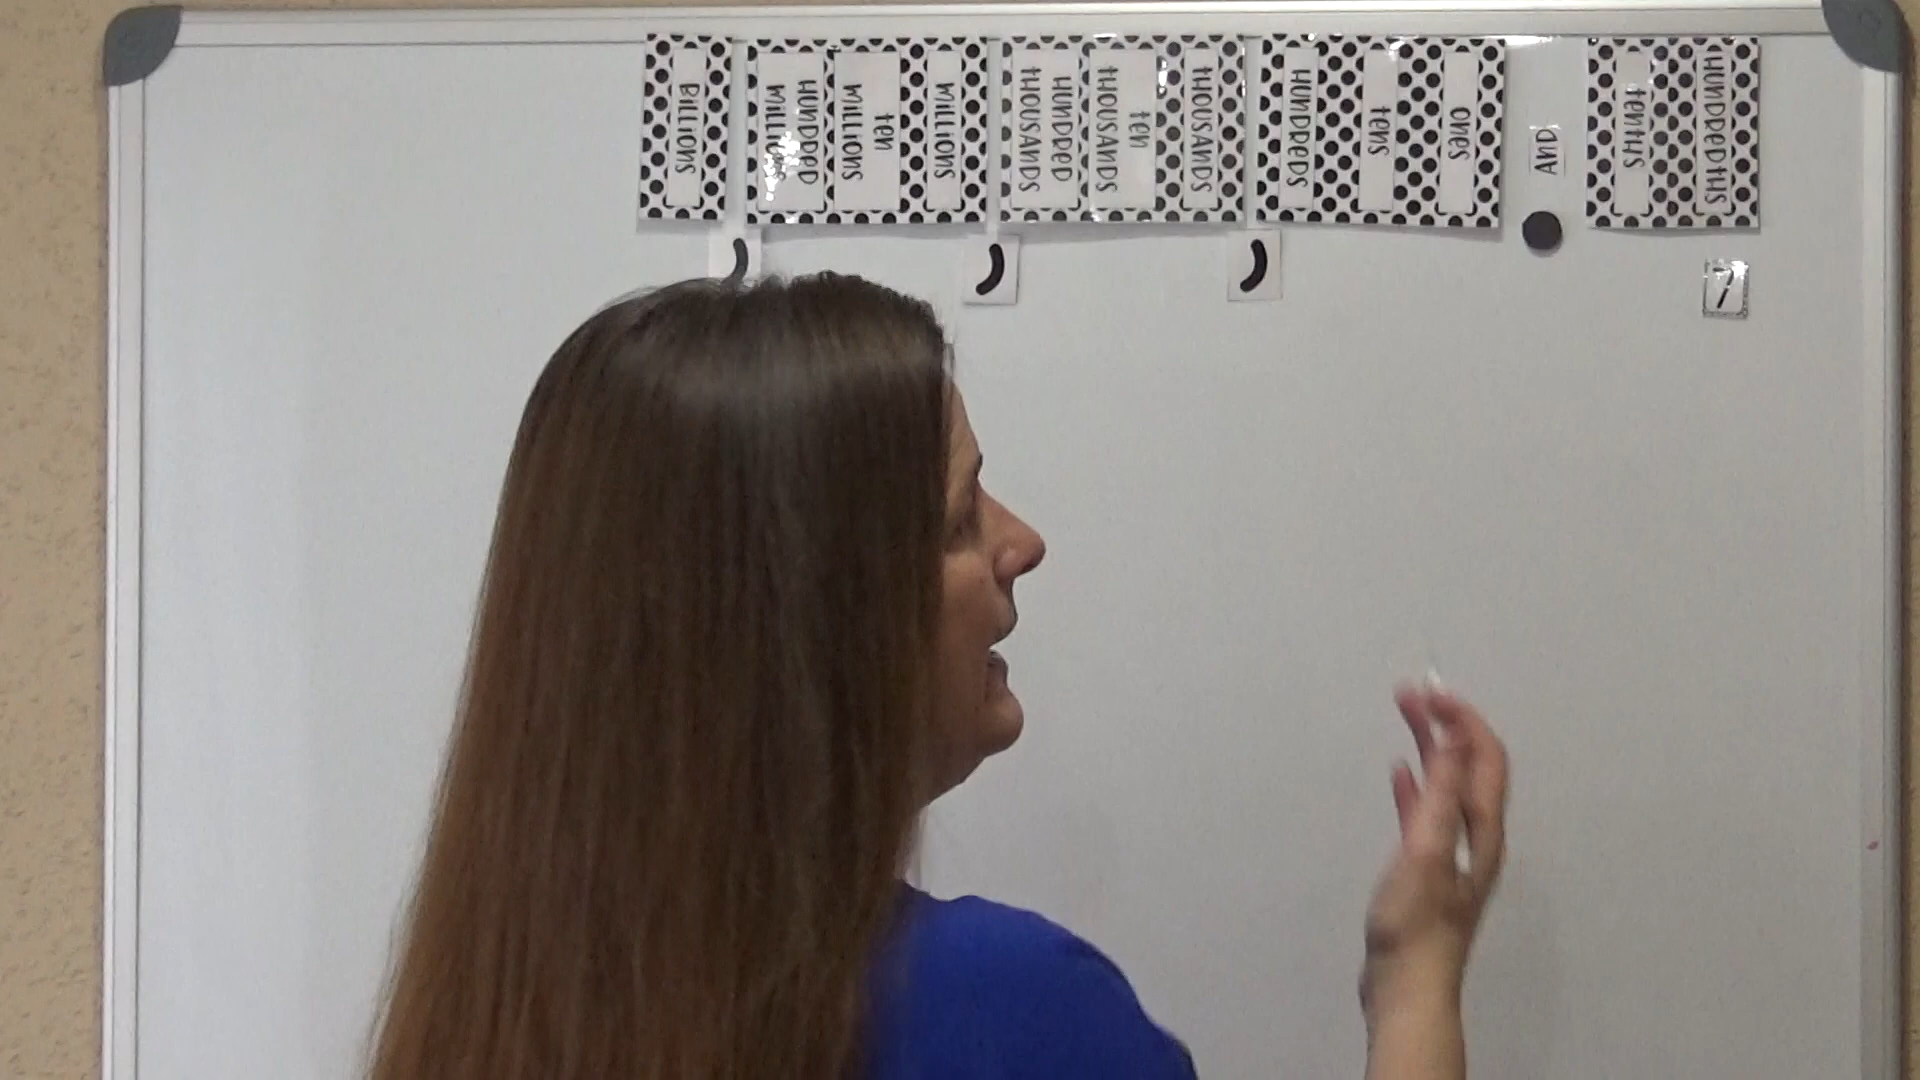 BILLIONS
HUNDRED
MILLIONS
ten
MILLIONS
MILLIONS
HUNDRED
tHOUSANDS
ten
tHOUSANDS
tHOUSANDS
HUNDREDS
tens
ONES
AND
tentHS
HUNDREDtHS
,
,
,
7